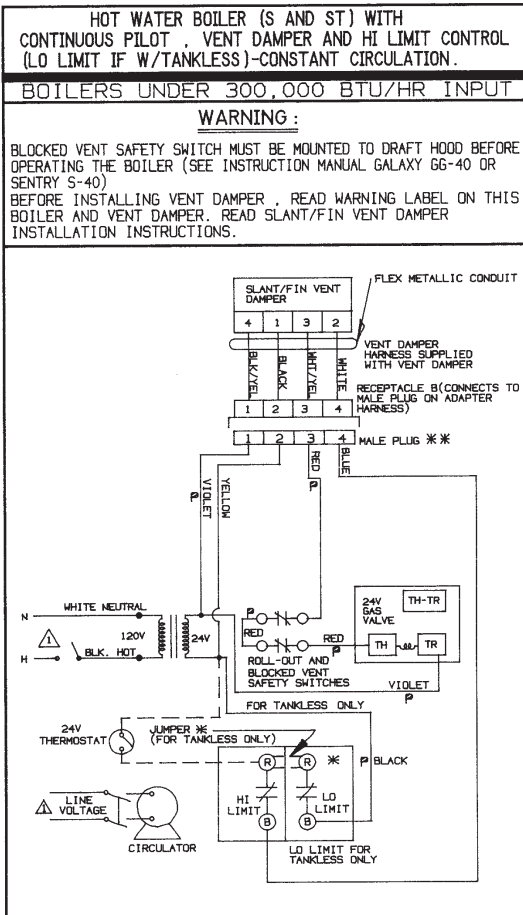 HOT WATER BOILER (S AND ST) WITH
CONTINUOUS PILOT , VENT DAMPER AND HI LIMIT CONTROL
(LO LIMIT IF W/TANKLESS)-CONSTANT CIRCULATION.
BOILERS UNDER 300,000 BTU/HR INPUT
WARNING :
BLOCKED VENT SAFETY SWITCH MUST BE MOUNTED TO DRAFT HOOD BEFORE
OPERATING THE BOILER (SEE INSTRUCTION MANUAL GALAXY GG-40 OR
SENTRY S-40)
BEFORE INSTALLING VENT DAMPER , READ WARNING LABEL ON THIS
BOILER AND VENT DAMPER. READ SLANT/FIN VENT DAMPER
INSTALLATION INSTRUCTIONS.
FLEX METALLIC CONDUIT
SLANT/FIN VENT
DAMPER
4 1 3 2
VENT DAMPER
HARNESS SUPPLIED
WITH VENT DAMPER
BLK/YEL
BLACK
WHT/YEL
WHITE
RECEPTACLE B(CONNECTS TO
MALE PLUG ON ADAPTER
HARNESS)
1 2 3 4
1 2 3 4
MALE PLUG ✳✳
P
VIOLET
YELLOW
RED
P
BLUE
N
WHITE NEUTRAL
120V
24V
1
H
BLK. HOT
P
RED
RED
P
ROLL-OUT AND
BLOCKED VENT
SAFETY SWITCHES
24V
GAS
VALVE
TH-TR
TH
TR
VIOLET
P
FOR TANKLESS ONLY
24V
THERMOSTAT
JUMPER ✳
(FOR TANKLESS ONLY)
R
R
✳
P BLACK
HI
LIMIT
LO
LIMIT
B
B
1
LINE
VOLTAGE
CIRCULATOR
LO LIMIT FOR
TANKLESS ONLY